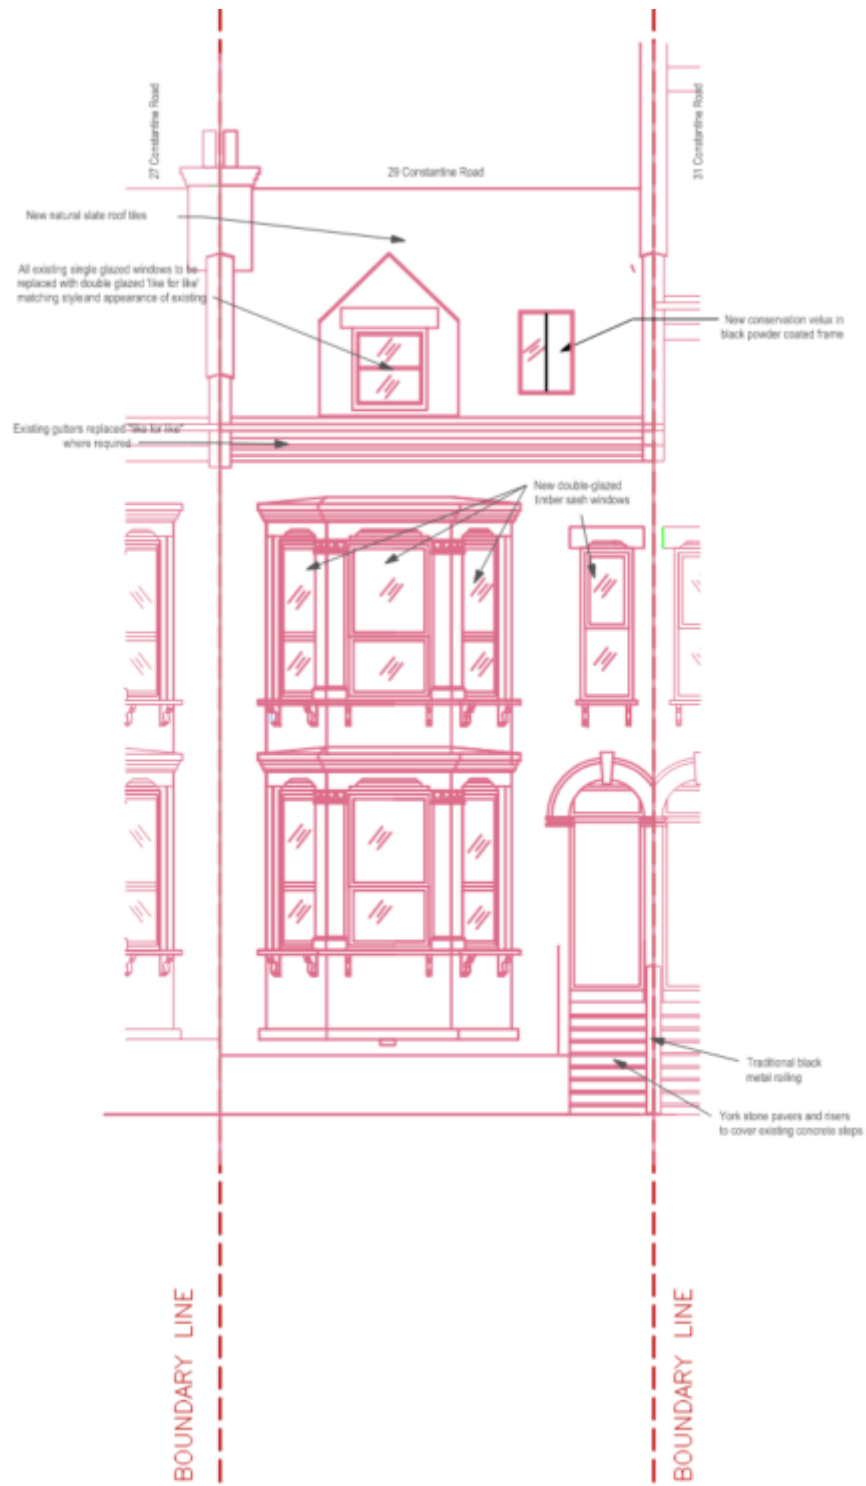 27 Constantine Road
29 Constantine Road
31 Constantine Road
New natural slate roof tiles
All existing single glazed windows to be
replaced with double glazed 'like for like'
matching style and appearance of existing
New conservation velux in
black powder coated frame
Existing gutters replaced "like for like"
where required
New double-glazed
timber sash windows
Traditional black
metal railing
York stone pavers and risers
to cover existing concrete steps
BOUNDARY LINE
BOUNDARY LINE